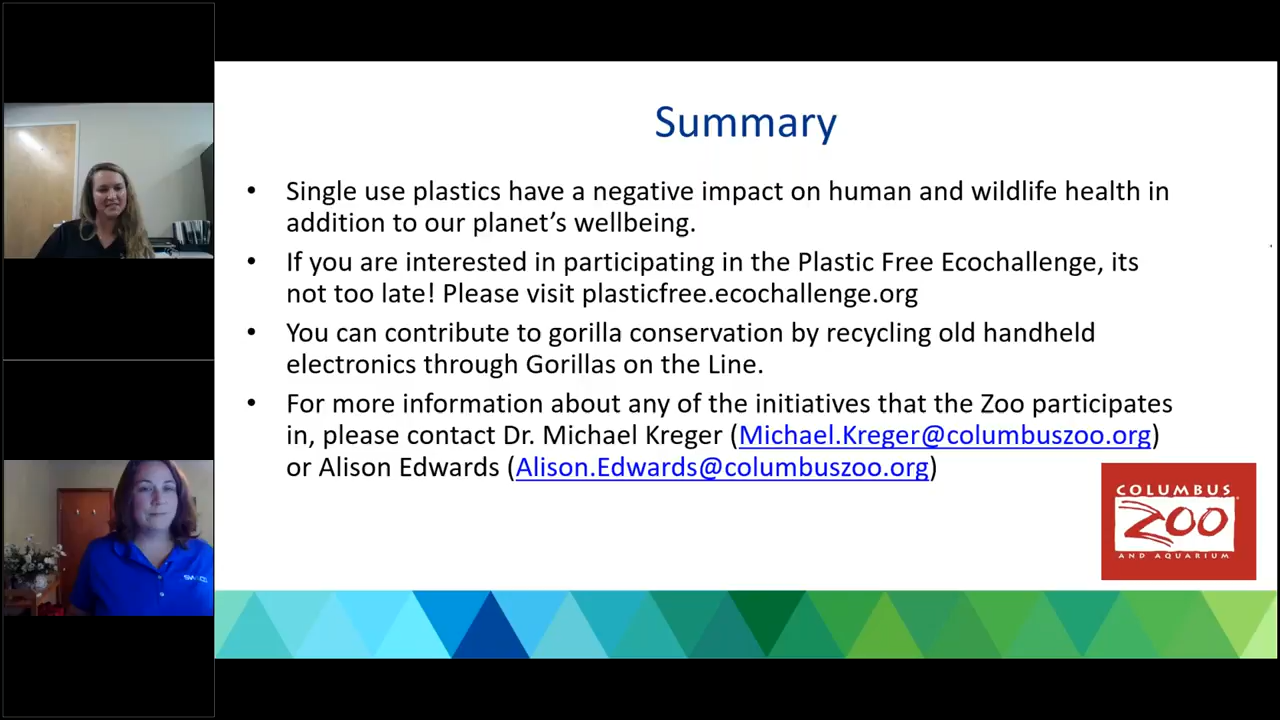 Summary
• Single use plastics have a negative impact on human and wildlife health in
addition to our planet’s wellbeing.
• If you are interested in participating in the Plastic Free Ecochallenge, its
not too late! Please visit plasticfree.ecochallenge.org
• You can contribute to gorilla conservation by recycling old handheld
electronics through Gorillas on the Line.
• For more information about any of the initiatives that the Zoo participates
in, please contact Dr. Michael Kreger (Michael.Kreger@columbuszoo.org)
or Alison Edwards (Alison.Edwards@columbuszoo.org)
COLUMBUS
ZOO
AND AQUARIUM